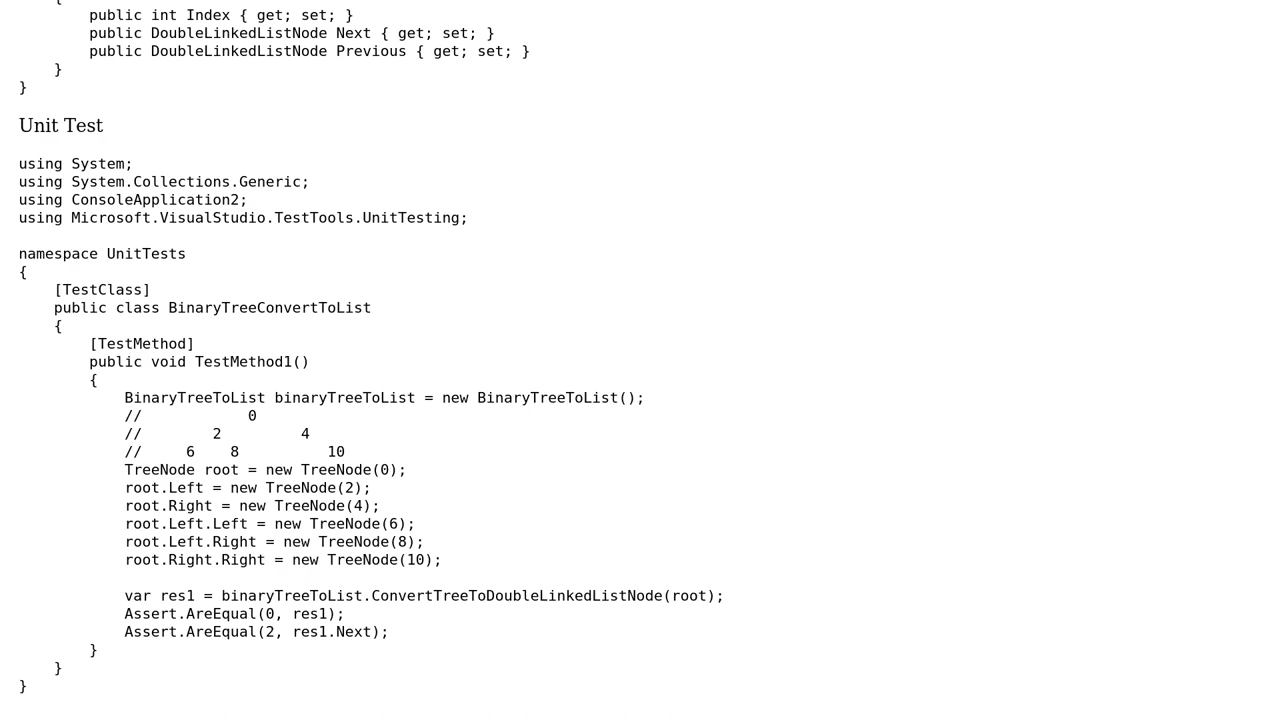 {
public int Index { get; set; }
public DoubleLinkedListNode Next { get; set; }
public DoubleLinkedListNode Previous { get; set; }
}
}
Unit Test
using System;
using System.Collections.Generic;
using ConsoleApplication2;
using Microsoft.VisualStudio.TestTools.UnitTesting;
namespace UnitTests
{
[TestClass]
public class BinaryTreeConvertToList
{
[TestMethod]
public void TestMethod1()
{
BinaryTreeToList binaryTreeToList = new BinaryTreeToList();
//            0
//        2         4
//     6    8          10
TreeNode root = new TreeNode(0);
root.Left = new TreeNode(2);
root.Right = new TreeNode(4);
root.Left.Left = new TreeNode(6);
root.Left.Right = new TreeNode(8);
root.Right.Right = new TreeNode(10);
var res1 = binaryTreeToList.ConvertTreeToDoubleLinkedListNode(root);
Assert.AreEqual(0, res1);
Assert.AreEqual(2, res1.Next);
}
}
}